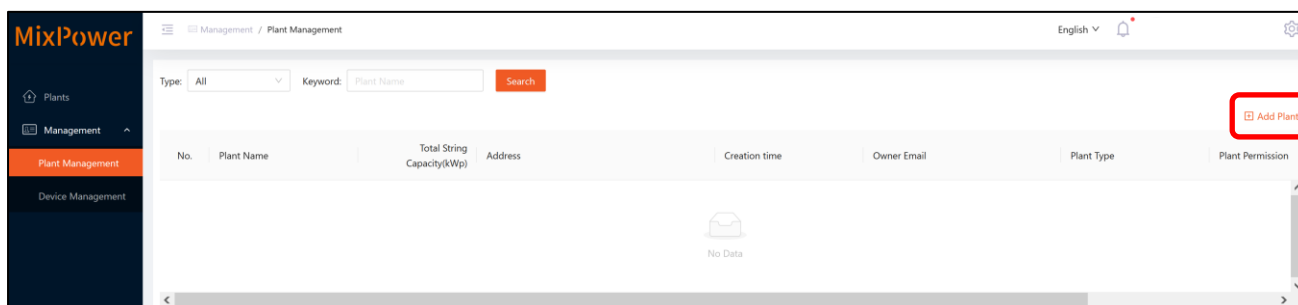 MixPower
Management / Plant Management
English
Type: All
Keyword: Plant Name
Search
Plants
Management
Plant Management
Device Management
Add Plant
No.
Plant Name
Total String
Capacity(kWp)
Address
Creation time
Owner Email
Plant Type
Plant Permission
No Data